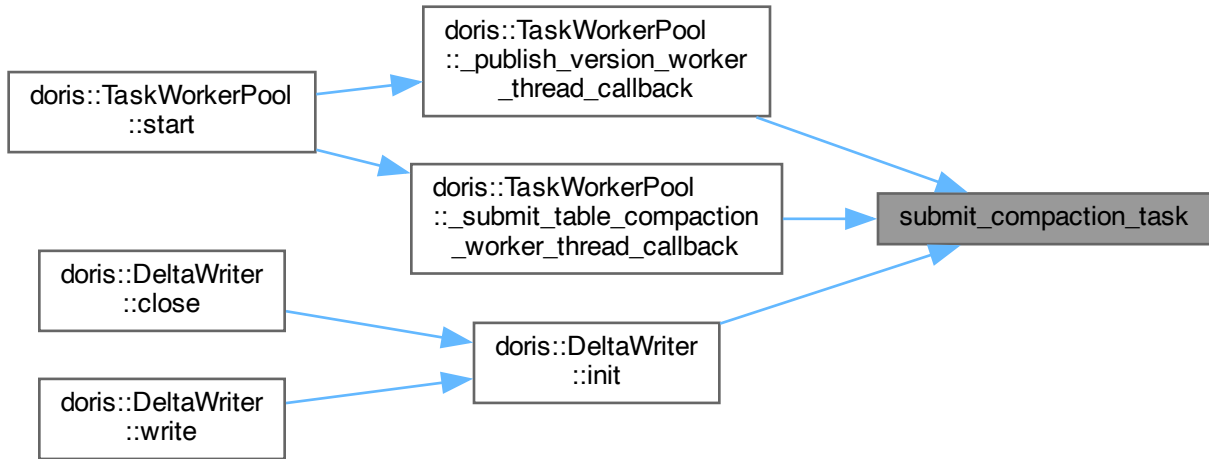 doris::TaskWorkerPool
::start
doris::TaskWorkerPool
::_publish_version_worker
_thread_callback
doris::TaskWorkerPool
::_submit_table_compaction
_worker_thread_callback
submit_compaction_task
doris::DeltaWriter
::close
doris::DeltaWriter
::init
doris::DeltaWriter
::write